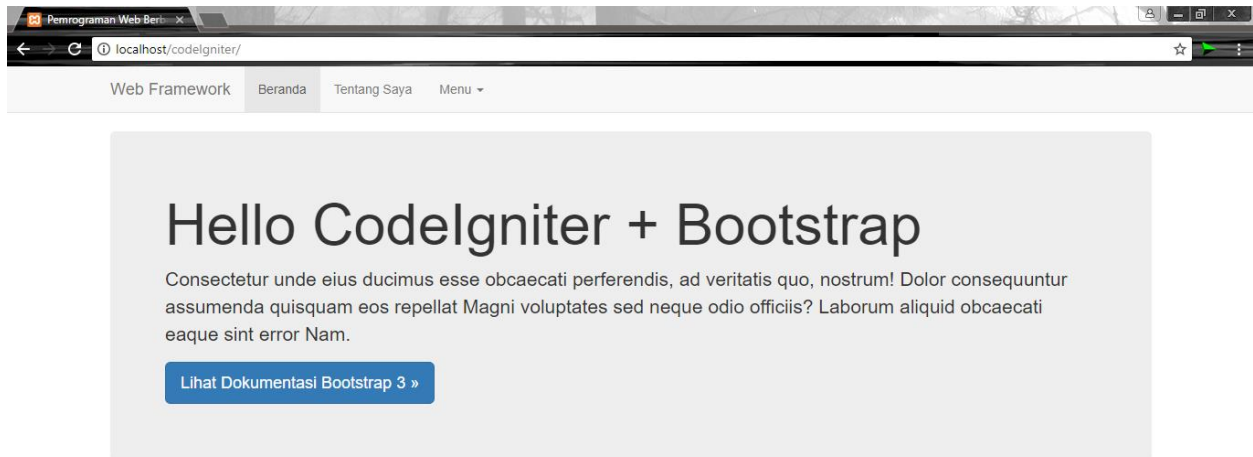 Pemrograman Web Berb
localhost/codeIgniter/
Web Framework Beranda Tentang Saya Menu
Hello CodeIgniter + Bootstrap
Consectetur unde eius ducimus esse obcaecati perferendis, ad veritatis quo, nostrum! Dolor consequuntur
assumenda quisquam eos repellat Magni voluptates sed neque odio officiis? Laborum aliquid obcaecati
eaque sint error Nam.
Lihat Dokumentasi Bootstrap 3 »